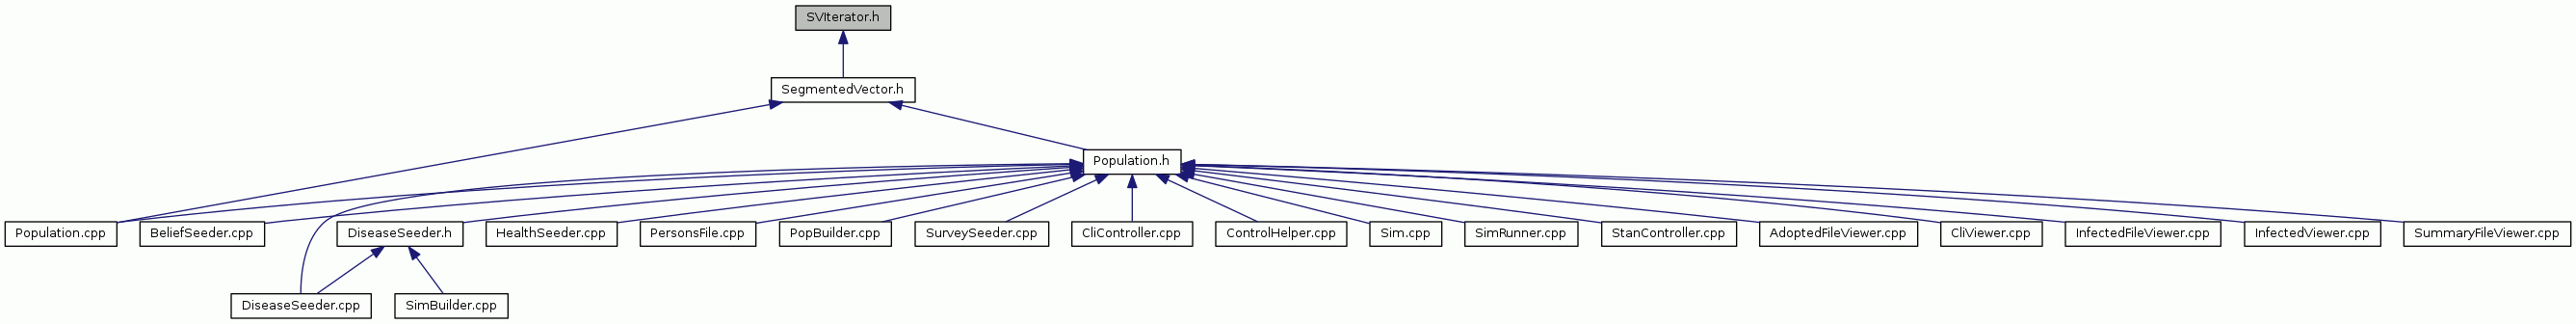 SVIterator.h
SegmentedVector.h
Population.h
Population.cpp
BeliefSeeder.cpp
DiseaseSeeder.h
HealthSeeder.cpp
PersonsFile.cpp
PopBuilder.cpp
SurveySeeder.cpp
CliController.cpp
ControlHelper.cpp
Sim.cpp
SimRunner.cpp
StanController.cpp
AdoptedFileViewer.cpp
CliViewer.cpp
InfectedFileViewer.cpp
InfectedViewer.cpp
SummaryFileViewer.cpp
DiseaseSeeder.cpp
SimBuilder.cpp